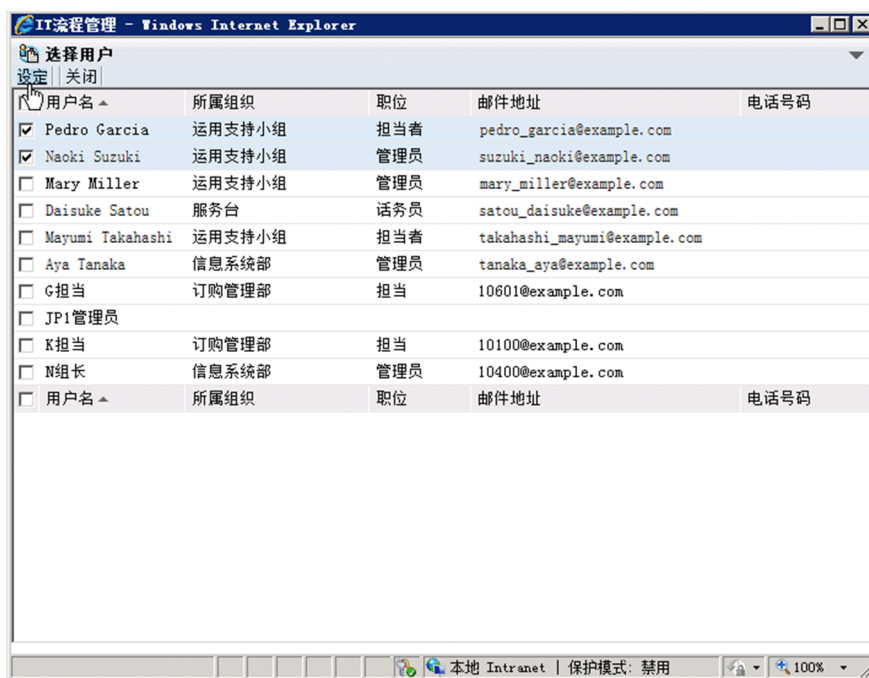 IT流程管理 - Windows Internet Explorer
选择用户
设定 关闭
用户名 所属组织 职位 邮件地址 电话号码
Pedro Garcia 运用支持小组 担当者 pedro_garcia@example.com
Naoki Suzuki 运用支持小组 管理员 suzuki_naoki@example.com
Mary Miller 运用支持小组 管理员 mary_miller@example.com
Daisuke Satou 服务台 话务员 satou_daisuke@example.com
Mayumi Takahashi 运用支持小组 担当者 takahashi_mayumi@example.com
Aya Tanaka 信息系统部 管理员 tanaka_aya@example.com
G担当 订购管理部 担当 10601@example.com
JP1管理员
K担当 订购管理部 担当 10100@example.com
N组长 信息系统部 管理员 10400@example.com
用户名 所属组织 职位 邮件地址 电话号码
本地 Intranet | 保护模式: 禁用 100%